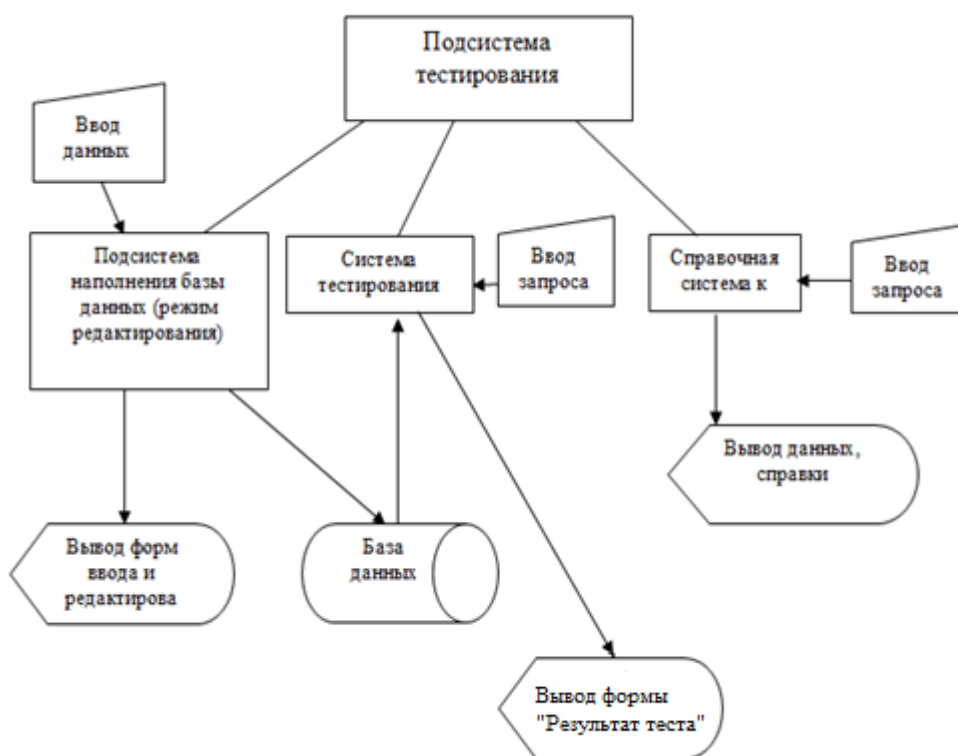 Подсистема
тестирования
Ввод
данных
Подсистема
наполнения базы
данных (режим
редактирования)
Система
тестирования
Ввод
запроса
Справочная
система к
Ввод
запроса
Вывод данных,
справки
Вывод форм
ввода и
редактирова
База
данных
Вывод формы
"Результат теста"